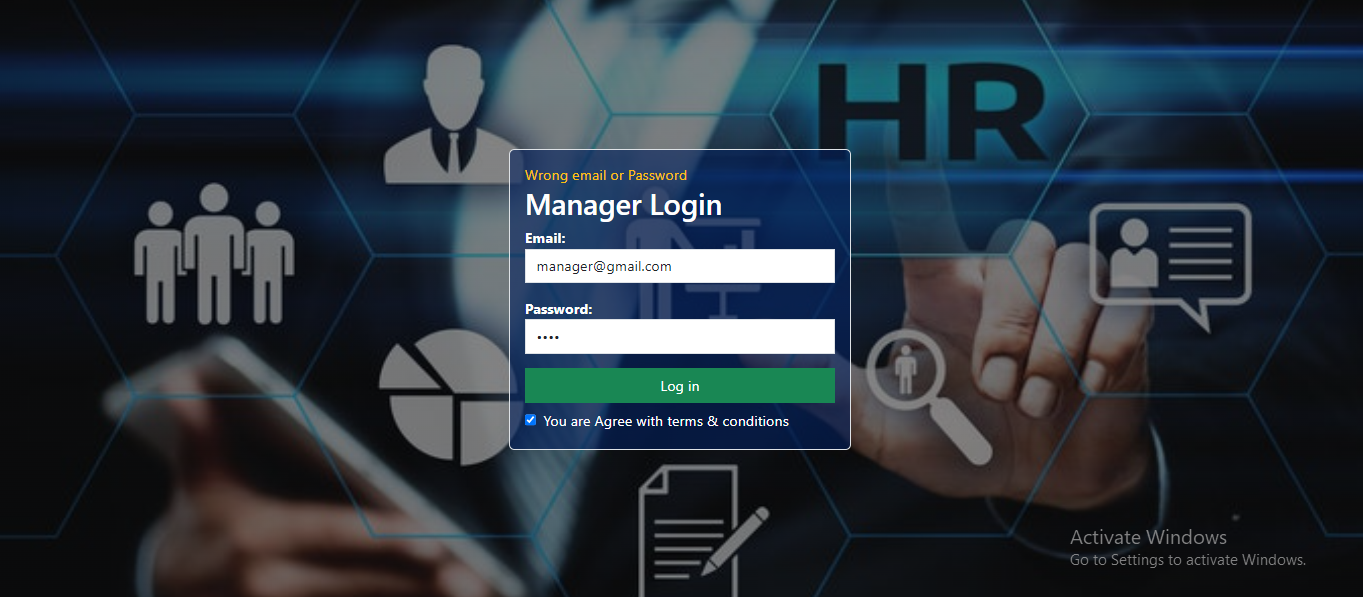 HR
Wrong email or Password
Manager Login
Email:
manager@gmail.com
Password:
••••
Log in
You are Agree with terms & conditions
Activate Windows
Go to Settings to activate Windows.